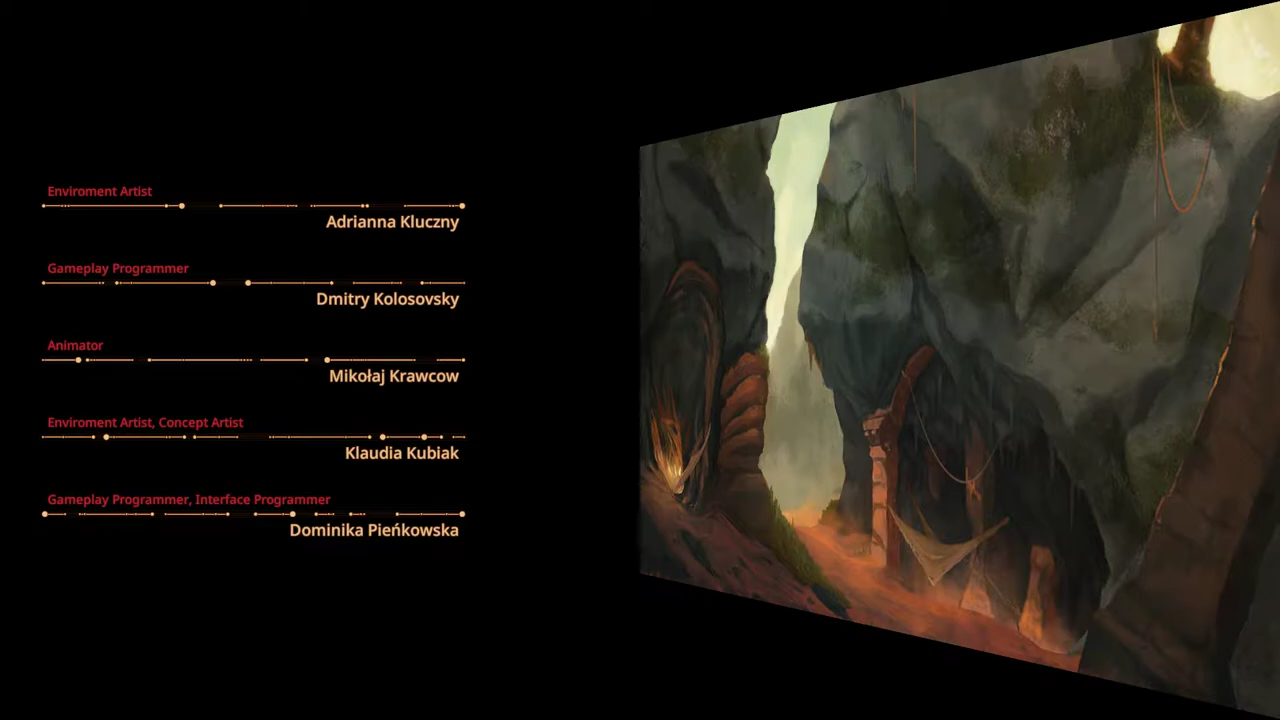 Enviroment Artist
Adrianna Kluczny
Gameplay Programmer
Dmitry Kolosovsky
Animator
Mikołaj Krawcow
Enviroment Artist, Concept Artist
Klaudia Kubiak
Gameplay Programmer, Interface Programmer
Dominika Pieńkowska